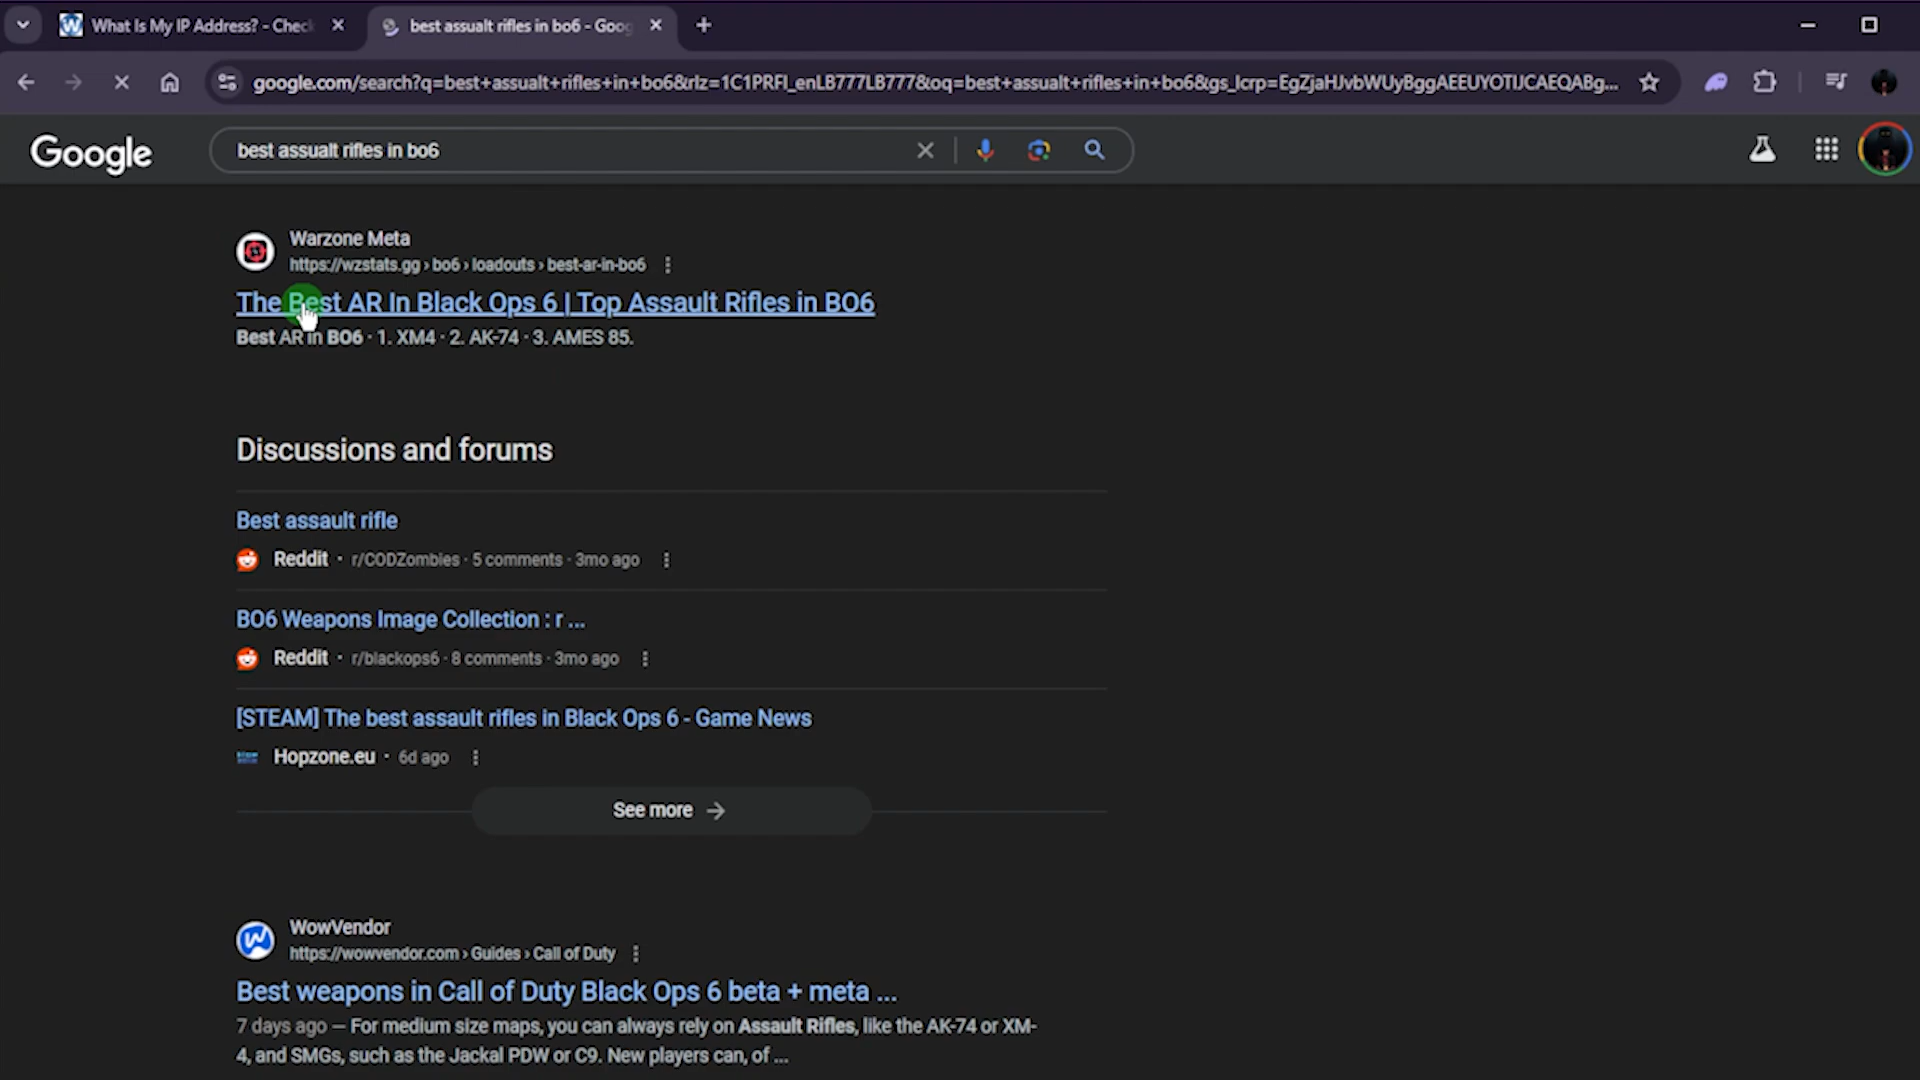 What Is My IP Address? - Chec
best assualt rifles in bo6 - Goog
google.com/search?q=best+assualt+rifles+in+bo6&rlz=1C1PRFI_enLB777LB777&oq=best+assualt+rifles+in+bo6&gs_lcrp=EgZjaHJvbWUyBggAEEUYOTIJCAEQABg...
Google
best assualt rifles in bo6
Warzone Meta
https://wzstats.gg › bo6 › loadouts › best-ar-in-bo6
The Best AR In Black Ops 6 | Top Assault Rifles in BO6
Best AR in BO6 · 1. XM4 · 2. AK-74 · 3. AMES 85.
Discussions and forums
Best assault rifle
Reddit · r/CODZombies · 5 comments · 3mo ago
BO6 Weapons Image Collection : r ...
Reddit · r/blackops6 · 8 comments · 3mo ago
[STEAM] The best assault rifles in Black Ops 6 - Game News
Hopzone.eu · 6d ago
See more
WowVendor
https://wowvendor.com › Guides › Call of Duty
Best weapons in Call of Duty Black Ops 6 beta + meta ...
7 days ago — For medium size maps, you can always rely on Assault Rifles, like the AK-74 or XM-
4, and SMGs, such as the Jackal PDW or C9. New players can, of ...